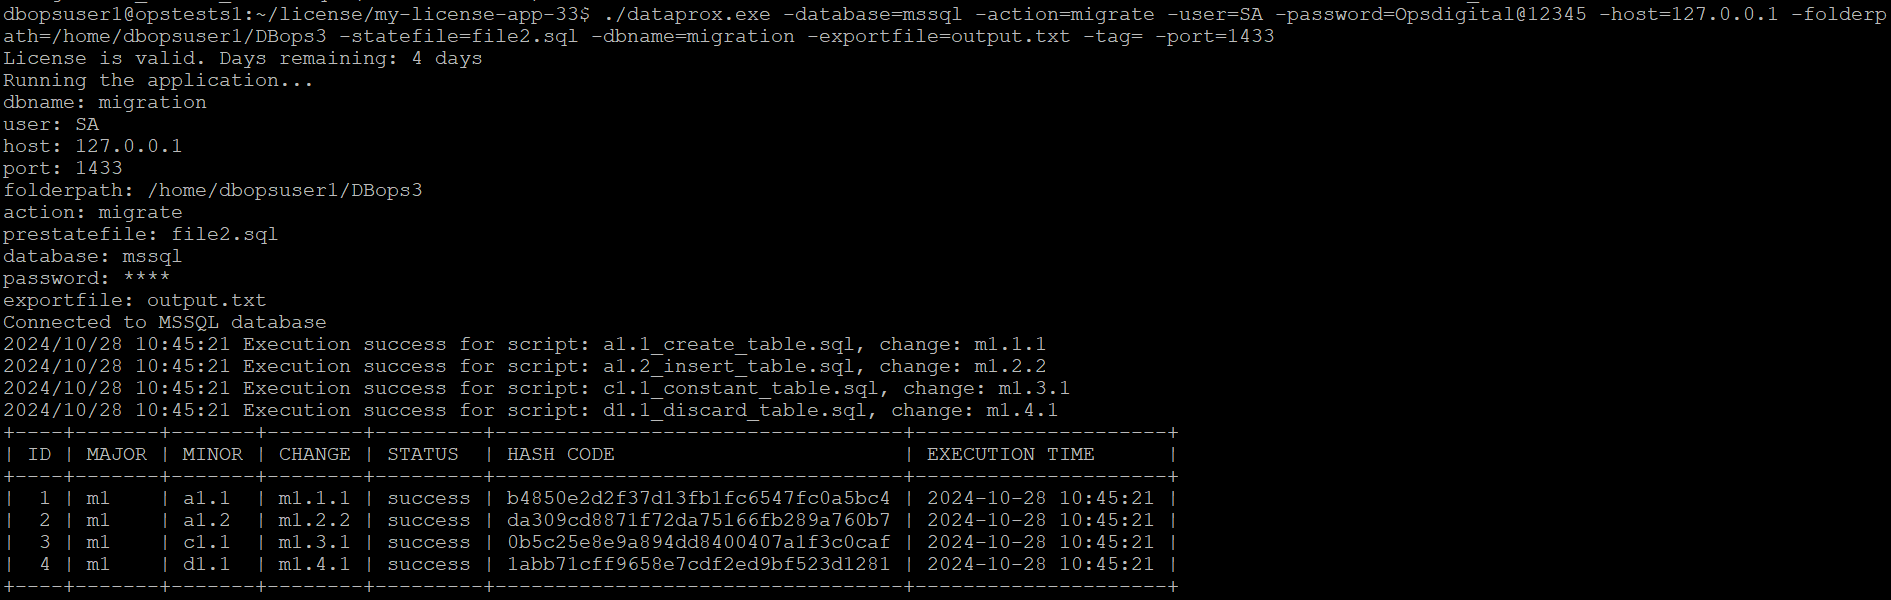 dbopsuser1@opstests1:~/license/my-license-app-33$ ./dataprox.exe -database=mssql -action=migrate -user=SA -password=Opsdigital@12345 -host=127.0.0.1 -folderp
ath=/home/dbopsuser1/DBops3 -statefile=file2.sql -dbname=migration -exportfile=output.txt -tag= -port=1433
License is valid. Days remaining: 4 days
Running the application...
dbname: migration
user: SA
host: 127.0.0.1
port: 1433
folderpath: /home/dbopsuser1/DBops3
action: migrate
prestatefile: file2.sql
database: mssql
password: ****
exportfile: output.txt
Connected to MSSQL database
2024/10/28 10:45:21 Execution success for script: a1.1_create_table.sql, change: m1.1.1
2024/10/28 10:45:21 Execution success for script: a1.2_insert_table.sql, change: m1.2.2
2024/10/28 10:45:21 Execution success for script: c1.1_constant_table.sql, change: m1.3.1
2024/10/28 10:45:21 Execution success for script: d1.1_discard_table.sql, change: m1.4.1
+----+-------+-------+--------+---------+----------------------------------+---------------------+
| ID | MAJOR | MINOR | CHANGE | STATUS  | HASH CODE                        | EXECUTION TIME      |
+----+-------+-------+--------+---------+----------------------------------+---------------------+
|  1 | m1    | a1.1  | m1.1.1 | success | b4850e2d2f37d13fb1fc6547fc0a5bc4 | 2024-10-28 10:45:21 |
|  2 | m1    | a1.2  | m1.2.2 | success | da309cd8871f72da75166fb289a760b7 | 2024-10-28 10:45:21 |
|  3 | m1    | c1.1  | m1.3.1 | success | 0b5c25e8e9a894dd8400407a1f3c0caf | 2024-10-28 10:45:21 |
|  4 | m1    | d1.1  | m1.4.1 | success | 1abb71cff9658e7cdf2ed9bf523d1281 | 2024-10-28 10:45:21 |
+----+-------+-------+--------+---------+----------------------------------+---------------------+